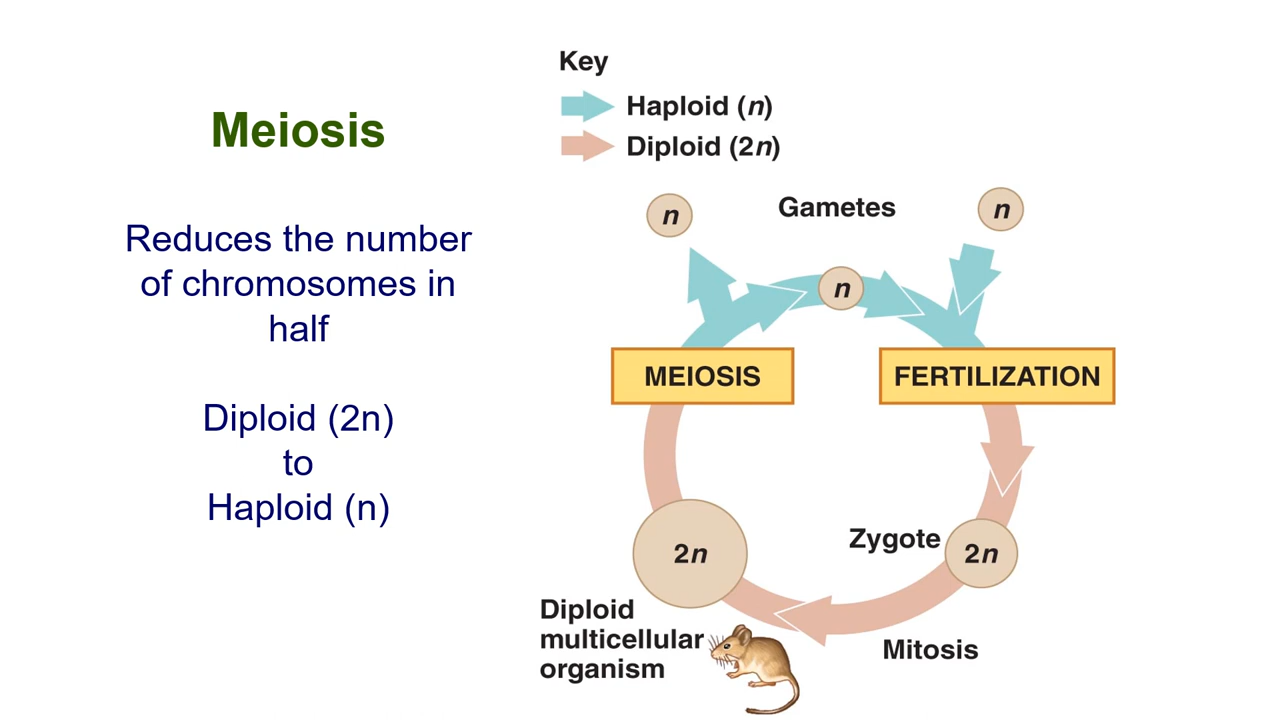 Meiosis
Reduces the number
of chromosomes in
half
Diploid (2n)
to
Haploid (n)
Key
Haploid (n)
Diploid (2n)
n
Gametes
n
n
MEIOSIS
FERTILIZATION
2n
Zygote
2n
Diploid
multicellular
organism
Mitosis